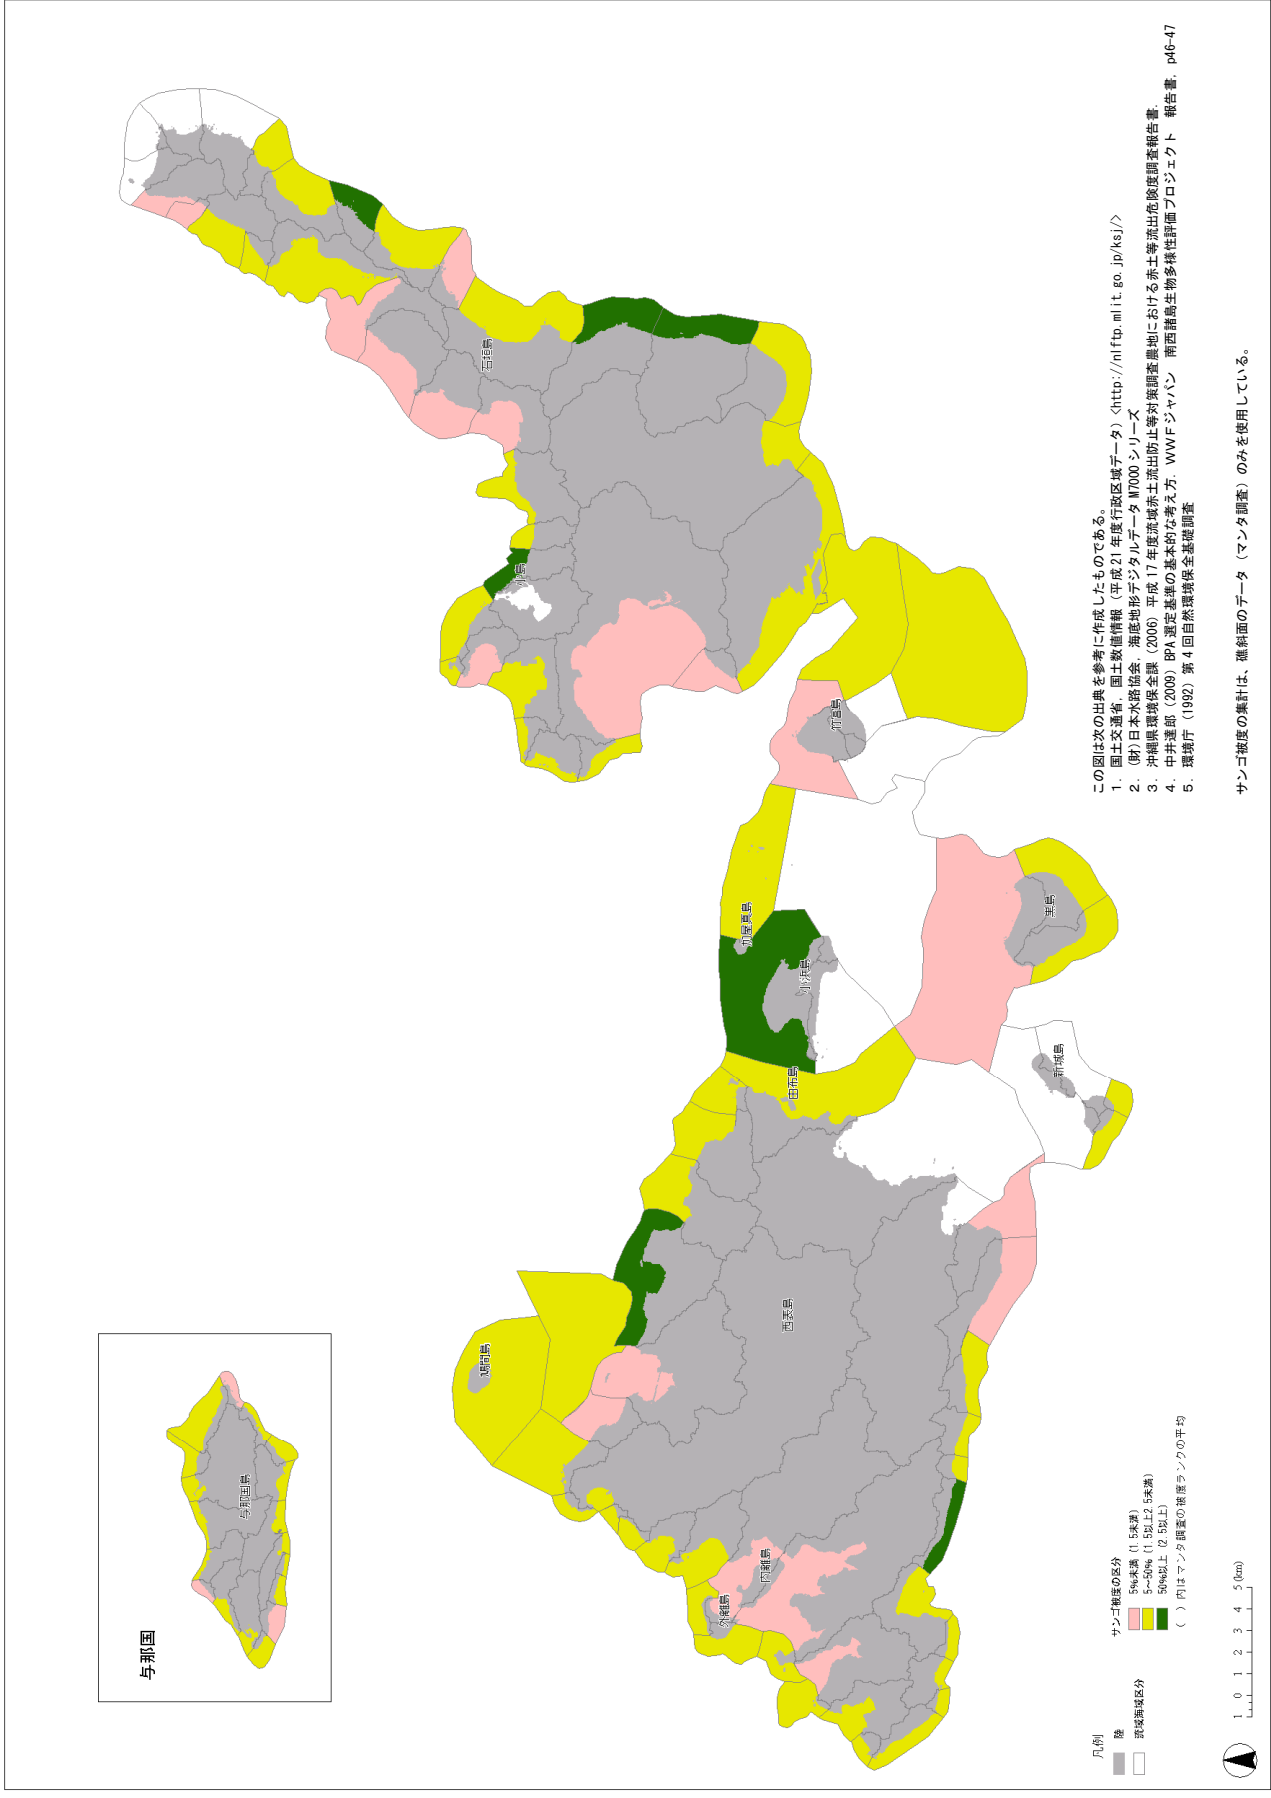 与那国
与那国島
石垣島
小島
竹富島
加屋真島
小浜島
黒島
由布島
新城島
鳩間島
西表島
内離島
外離島
この図は次の出典を参考に作成したものである。
1. 国土交通省. 国土数値情報 (平成 21 年度行政区域データ) <http://nlftp.mlit.go.jp/ksj/>
2. (財) 日本水路協会. 海底地形デジタルデータ M7000 シリーズ
3. 沖縄県環境保全課 (2006) 平成 17 年度流域赤土流出防止等対策調査農地における赤土等流出危険度調査報告書.
4. 中井達郎 (2009) BPA 選定基準の基本的な考え方. WWF ジャパン 南西諸島生物多様性評価プロジェクト 報告書. p46-47
5. 環境庁 (1992) 第 4 回自然環境保全基礎調査
サンゴ被度の集計は、礁斜面のデータ (マンタ調査) のみを使用している。
凡例
陸
流域海域区分
サンゴ被度の区分
5%未満 (1.5未満)
5~50% (1.5以上2.5未満)
50%以上 (2.5以上)
( ) 内はマンタ調査の被度ランクの平均
1 0 1 2 3 4 5 (km)